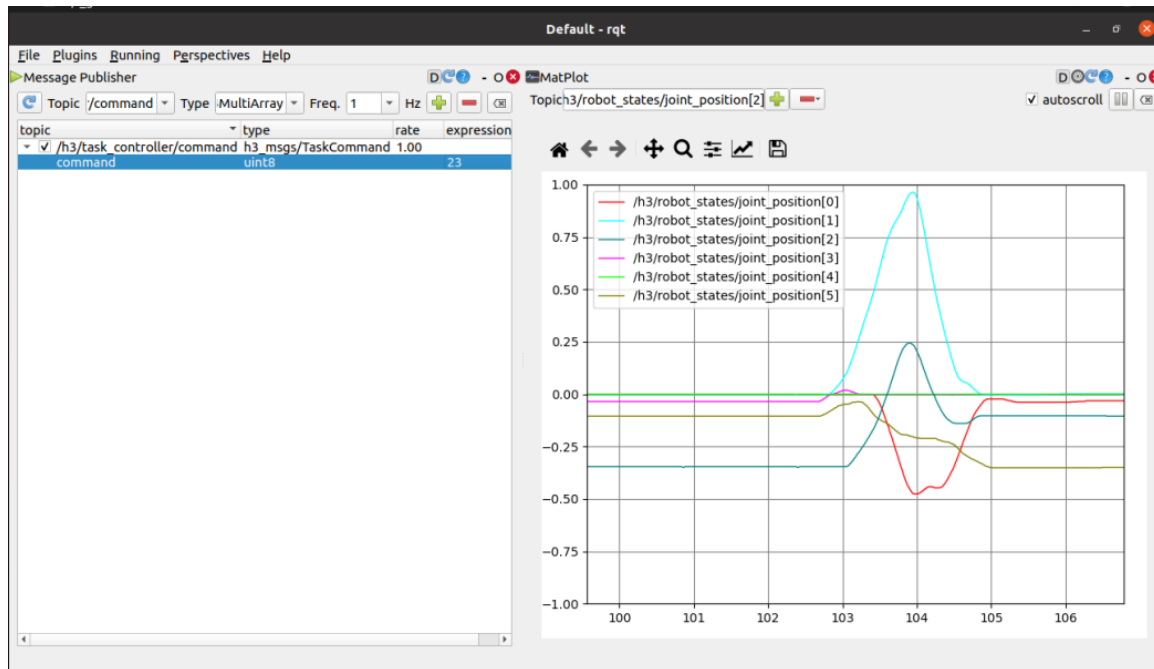 Default - rqt
File Plugins Running Perspectives Help
Message Publisher
D - O
MatPlot
D - O
Topic /command Type MultiArray Freq. 1 Hz
Topic h3/robot_states/joint_position[2]
autoscroll
topic type rate expression
/h3/task_controller/command h3_msgs/TaskCommand 1.00
command uint8 23
/h3/robot_states/joint_position[0]
/h3/robot_states/joint_position[1]
/h3/robot_states/joint_position[2]
/h3/robot_states/joint_position[3]
/h3/robot_states/joint_position[4]
/h3/robot_states/joint_position[5]
1.00
0.75
0.50
0.25
0.00
−0.25
−0.50
−0.75
−1.00
100 101 102 103 104 105 106